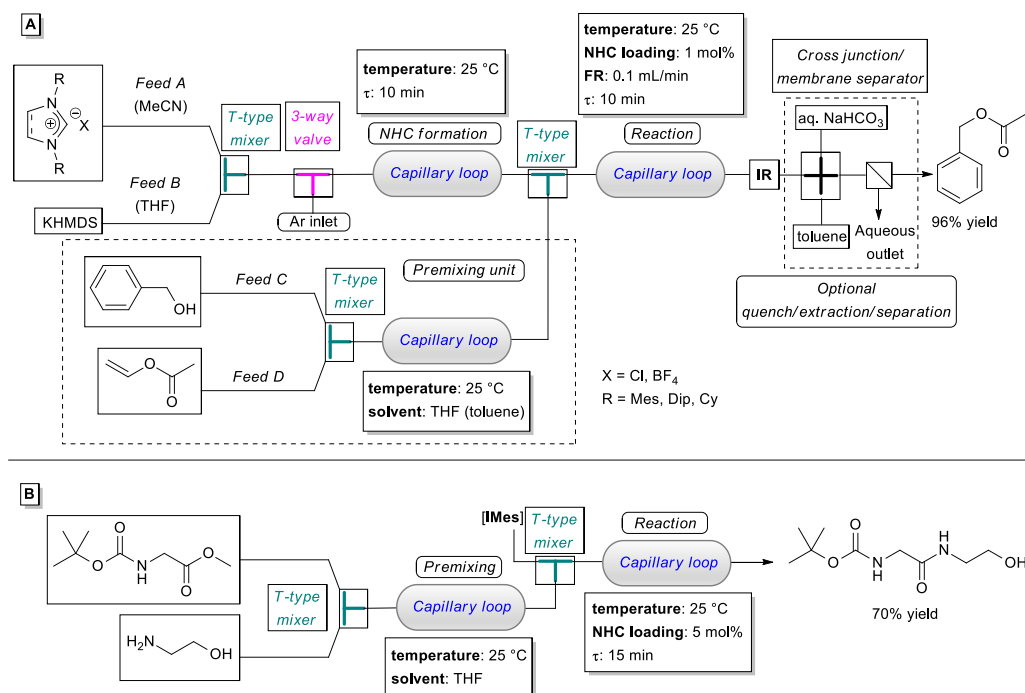 A
R
N
⊕
N
R
⊖
X
Feed A
(MeCN)
Feed B
(THF)
KHMDS
T-type
mixer
3-way
valve
Ar inlet
temperature: 25 °C
τ: 10 min
NHC formation
Capillary loop
T-type
mixer
temperature: 25 °C
NHC loading: 1 mol%
FR: 0.1 mL/min
τ: 10 min
Reaction
Capillary loop
IR
Cross junction/
membrane separator
aq. NaHCO3
toluene
Aqueous
outlet
Optional
quench/extraction/separation
O
O
96% yield
OH
Feed C
O
O
Feed D
T-type
mixer
Premixing unit
Capillary loop
temperature: 25 °C
solvent: THF (toluene)
X = Cl, BF4
R = Mes, Dip, Cy
B
O
O
N
H
O
O
H2N
OH
T-type
mixer
Premixing
Capillary loop
temperature: 25 °C
solvent: THF
[IMes]
T-type
mixer
Reaction
Capillary loop
temperature: 25 °C
NHC loading: 5 mol%
τ: 15 min
O
O
N
H
O
H
N
OH
70% yield